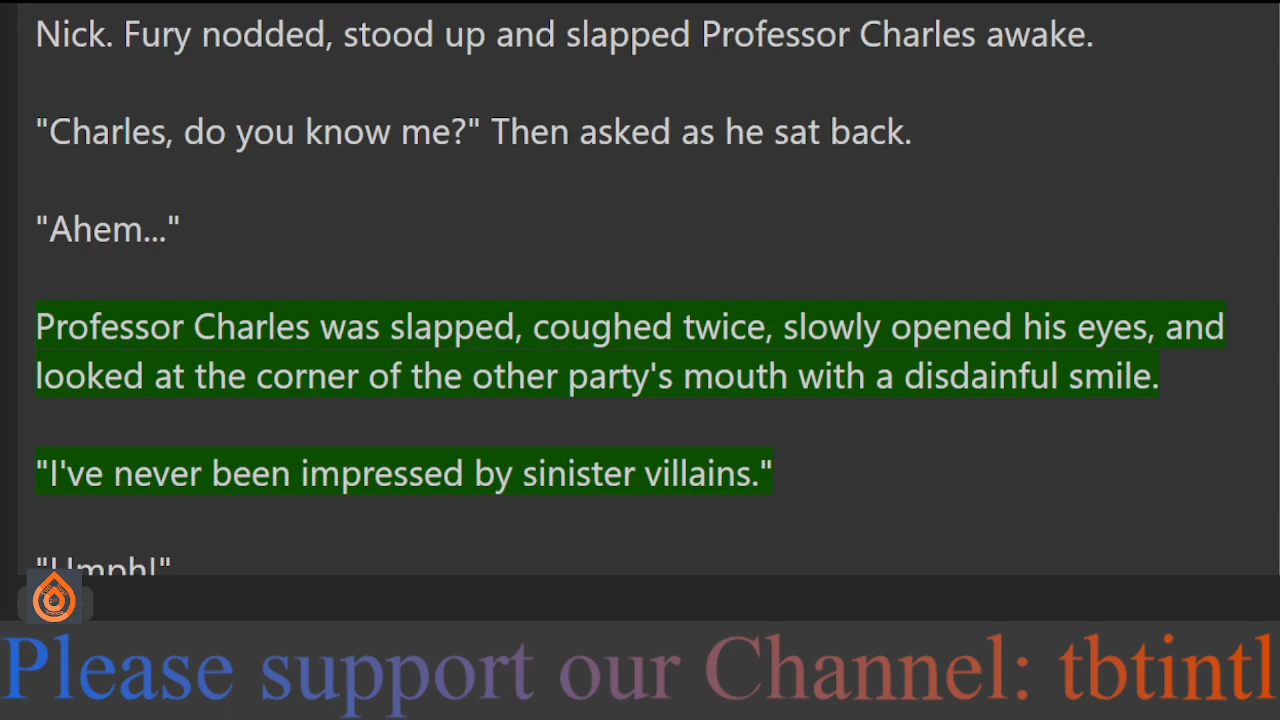 Nick. Fury nodded, stood up and slapped Professor Charles awake.
"Charles, do you know me?" Then asked as he sat back.
"Ahem..."
Professor Charles was slapped, coughed twice, slowly opened his eyes, and
looked at the corner of the other party's mouth with a disdainful smile.
"I've never been impressed by sinister villains."
"Humph!"
Please support our Channel: tbtintl